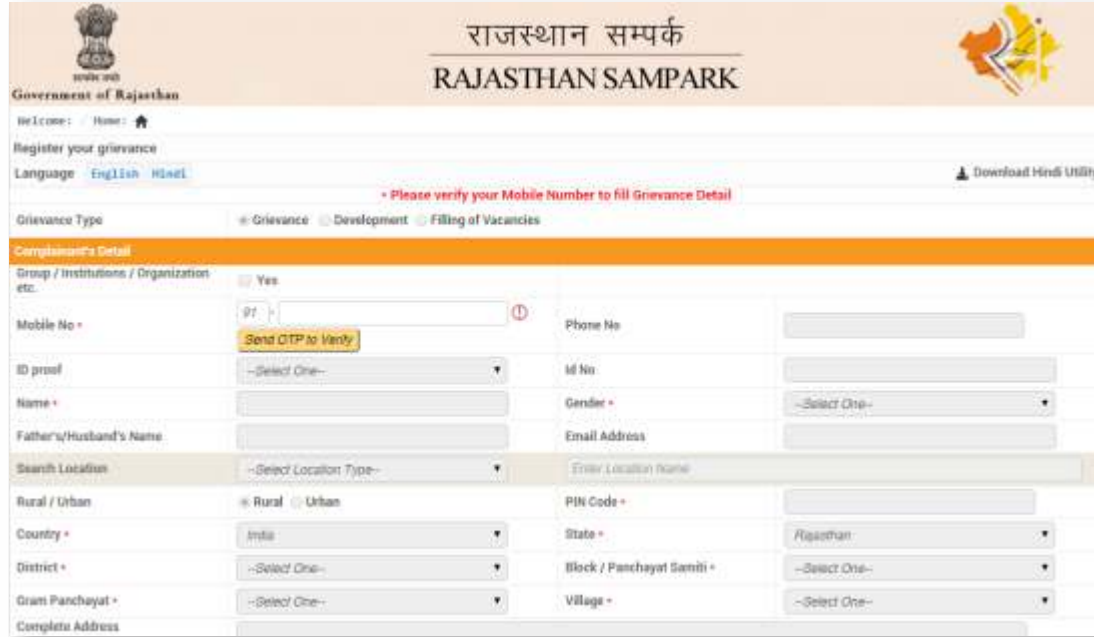 राजस्थान सम्पर्क
RAJASTHAN SAMPARK
Government of Rajasthan
Welcome: / Home:
Register your grievance
Language English Hindi
Download Hindi Utility
* Please verify your Mobile Number to fill Grievance Detail
Grievance Type Grievance Development Filling of Vacancies
Complainant's Detail
Group / Institutions / Organization etc. Yes
Mobile No * 91 - Phone No
Send OTP to Verify
ID proof --Select One-- Id No
Name * Gender * --Select One--
Father's/Husband's Name Email Address
Search Location --Select Location Type-- Enter Location Name
Rural / Urban Rural Urban PIN Code *
Country * India State * Rajasthan
District * --Select One-- Block / Panchayat Samiti * --Select One--
Gram Panchayat * --Select One-- Village * --Select One--
Complete Address